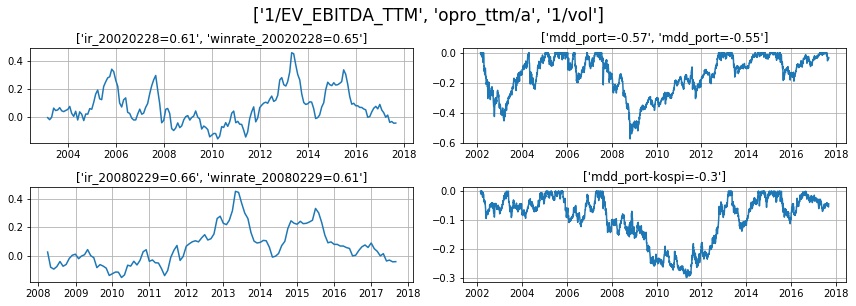 ['1/EV_EBITDA_TTM', 'opro_ttm/a', '1/vol']
['ir_20020228=0.61', 'winrate_20020228=0.65']
0.4
0.2
0.0
2004 2006 2008 2010 2012 2014 2016 2018
['mdd_port=-0.57', 'mdd_port=-0.55']
0.0
−0.2
−0.4
−0.6
2002 2004 2006 2008 2010 2012 2014 2016 2018
['ir_20080229=0.66', 'winrate_20080229=0.61']
0.4
0.2
0.0
2008 2009 2010 2011 2012 2013 2014 2015 2016 2017 2018
['mdd_port-kospi=-0.3']
0.0
−0.1
−0.2
−0.3
2002 2004 2006 2008 2010 2012 2014 2016 2018